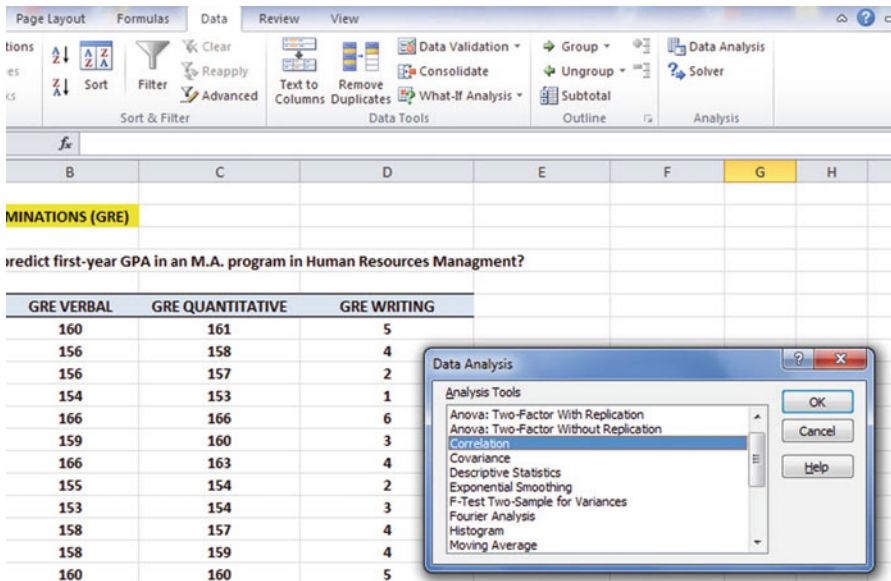 Page Layout Formulas Data Review View
tions Clear Data Validation Group Data Analysis
es Sort Filter Reapply Text to Columns Remove Duplicates Consolidate Ungroup Solver
ks Advanced What-If Analysis Subtotal
Sort & Filter Data Tools Outline Analysis
fx
B C D E F G H
MINATIONS (GRE)
predict first-year GPA in an M.A. program in Human Resources Managment?
GRE VERBAL GRE QUANTITATIVE GRE WRITING
160 161 5
156 158 4
156 157 2
154 153 1
166 166 6
159 160 3
166 163 4
155 154 2
153 154 3
158 157 4
158 159 4
160 160 5
Data Analysis
Analysis Tools
Anova: Two-Factor With Replication
Anova: Two-Factor Without Replication
Correlation
Covariance
Descriptive Statistics
Exponential Smoothing
F-Test Two-Sample for Variances
Fourier Analysis
Histogram
Moving Average
OK
Cancel
Help